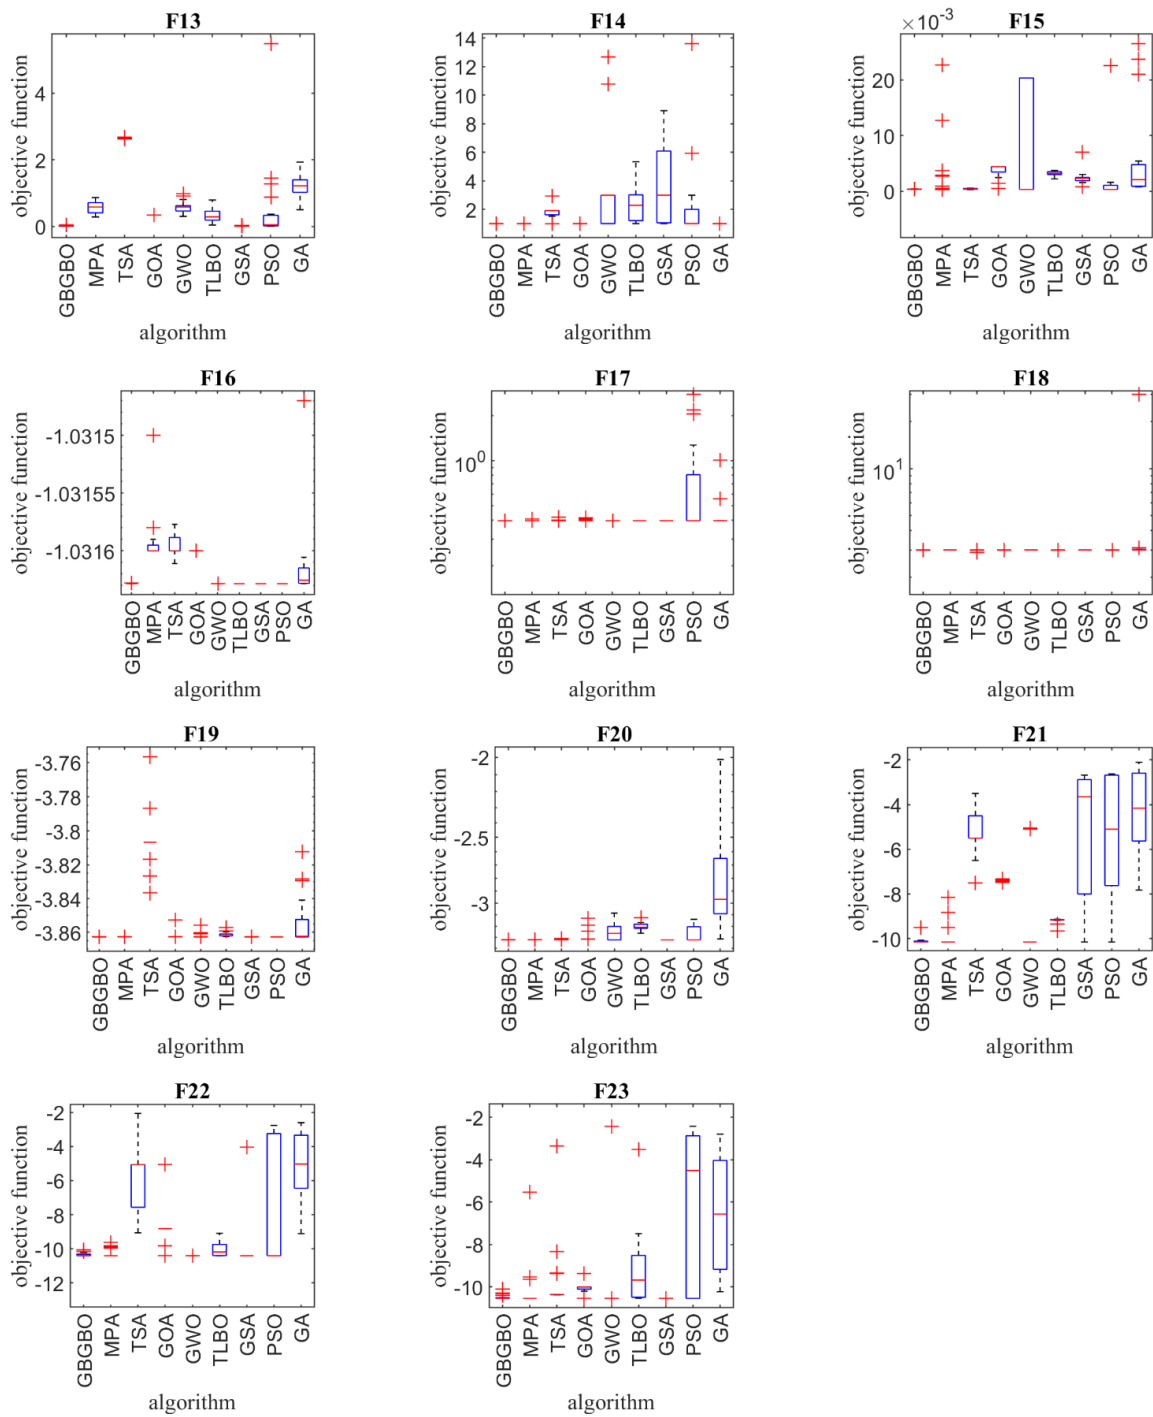 F13
objective function
4
2
0
GBGBO
MPA
TSA
GOA
GWO
TLBO
GSA
PSO
GA
algorithm
F14
objective function
14
12
10
8
6
4
2
GBGBO
MPA
TSA
GOA
GWO
TLBO
GSA
PSO
GA
algorithm
F15
×10⁻³
objective function
20
10
0
GBGBO
MPA
TSA
GOA
GWO
TLBO
GSA
PSO
GA
algorithm
F16
objective function
-1.0315
-1.03155
-1.0316
GBGBO
MPA
TSA
GOA
GWO
TLBO
GSA
PSO
GA
algorithm
F17
objective function
10⁰
GBGBO
MPA
TSA
GOA
GWO
TLBO
GSA
PSO
GA
algorithm
F18
objective function
10¹
GBGBO
MPA
TSA
GOA
GWO
TLBO
GSA
PSO
GA
algorithm
F19
objective function
-3.76
-3.78
-3.8
-3.82
-3.84
-3.86
GBGBO
MPA
TSA
GOA
GWO
TLBO
GSA
PSO
GA
algorithm
F20
objective function
-2
-2.5
-3
GBGBO
MPA
TSA
GOA
GWO
TLBO
GSA
PSO
GA
algorithm
F21
objective function
-2
-4
-6
-8
-10
GBGBO
MPA
TSA
GOA
GWO
TLBO
GSA
PSO
GA
algorithm
F22
objective function
-2
-4
-6
-8
-10
-12
GBGBO
MPA
TSA
GOA
GWO
TLBO
GSA
PSO
GA
algorithm
F23
objective function
-2
-4
-6
-8
-10
GBGBO
MPA
TSA
GOA
GWO
TLBO
GSA
PSO
GA
algorithm